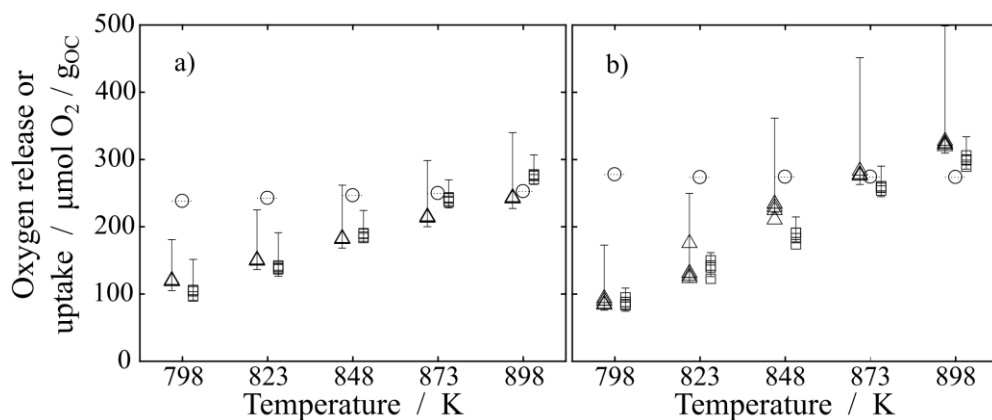 Oxygen release or
uptake / μmol O₂ / gOC
500
400
300
200
100
0
a)
798 823 848 873 898
Temperature / K
b)
798 823 848 873 898
Temperature / K